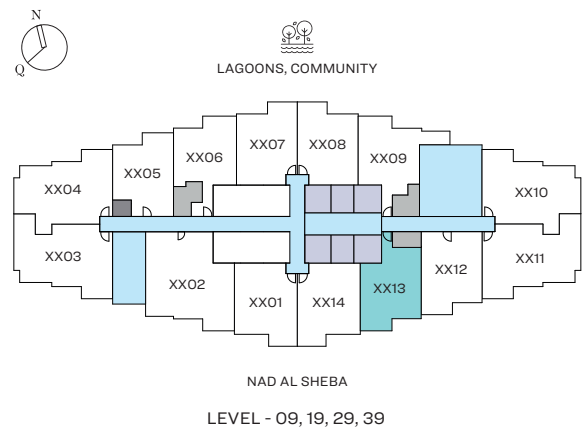 N
Q
LAGOONS, COMMUNITY
XX07
XX08
XX06
XX09
XX05
XX04
XX10
XX03
XX11
XX12
XX02
XX13
XX01
XX14
NAD AL SHEBA
LEVEL - 09, 19, 29, 39